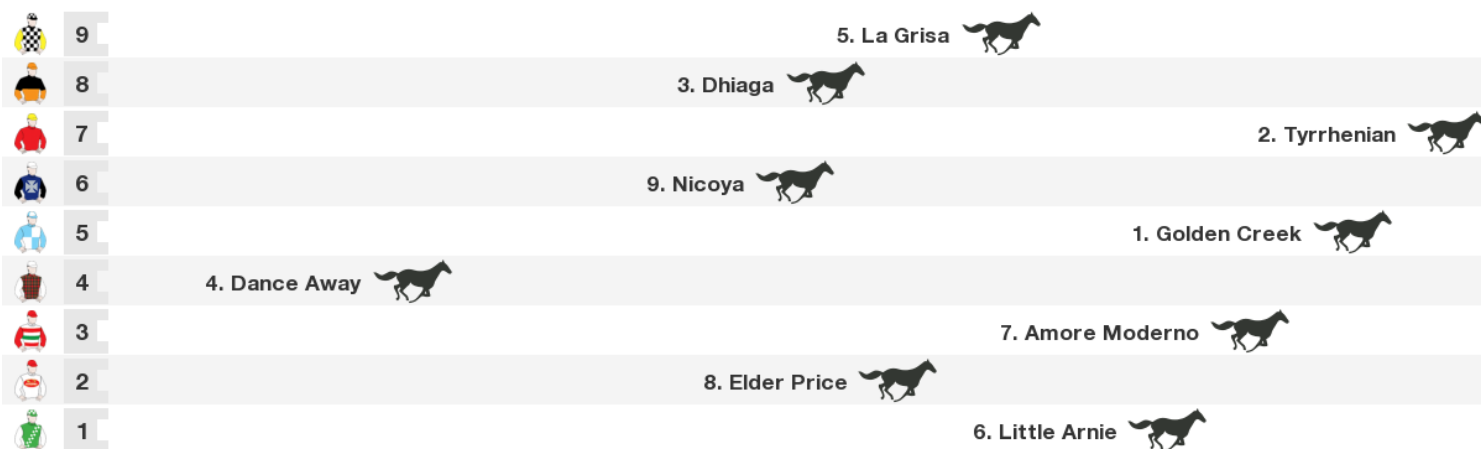 9 5. La Grisa
8 3. Dhiaga
7 2. Tyrrhenian
6 9. Nicoya
5 1. Golden Creek
4 4. Dance Away
3 7. Amore Moderno
2 8. Elder Price
1 6. Little Arnie